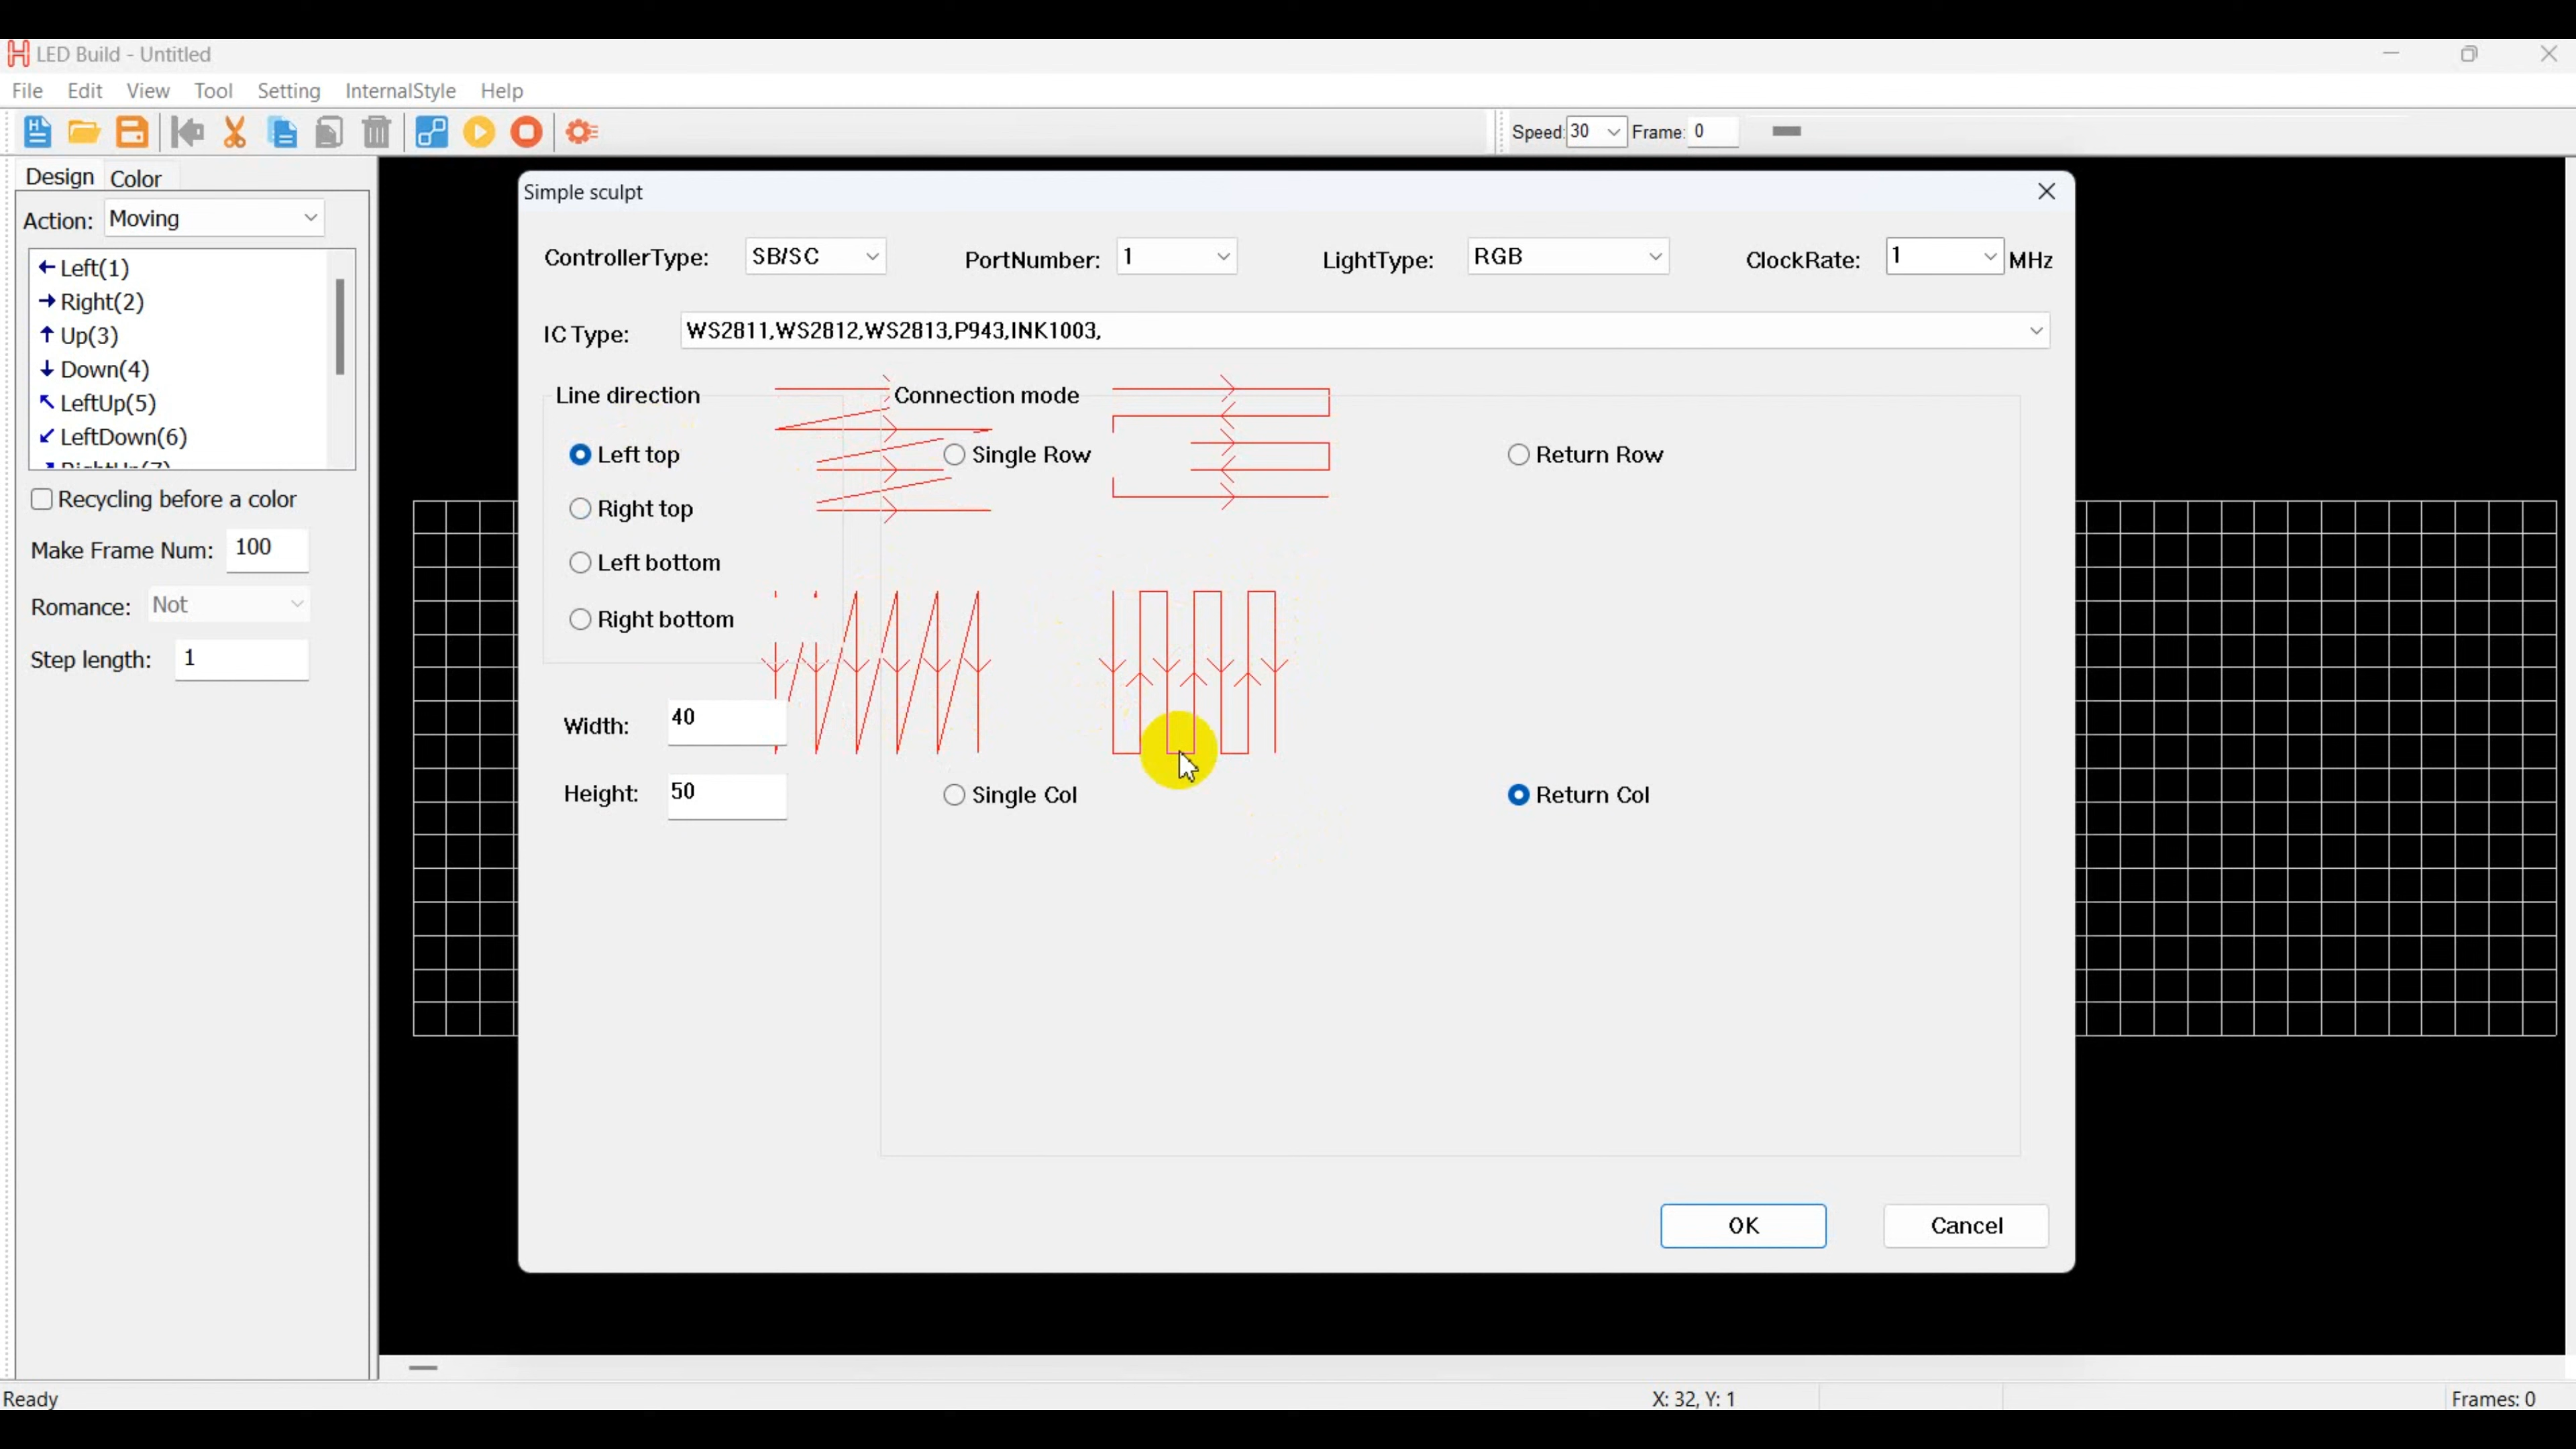 LED Build - Untitled
File Edit View Tool Setting InternalStyle Help
Speed: 30 Frame: 0
Design Color
Action: Moving
Left(1)
Right(2)
Up(3)
Down(4)
LeftUp(5)
LeftDown(6)
Recycling before a color
Make Frame Num: 100
Romance: Not
Step length: 1
Simple sculpt
ControllerType: SB/SC PortNumber: 1 LightType: RGB ClockRate: 1 MHz
IC Type: WS2811,WS2812,WS2813,P943,INK1003,
Line direction Connection mode
Left top Single Row Return Row
Right top
Left bottom
Right bottom
Width: 40
Height: 50 Single Col Return Col
OK Cancel
Ready X: 32, Y: 1 Frames: 0